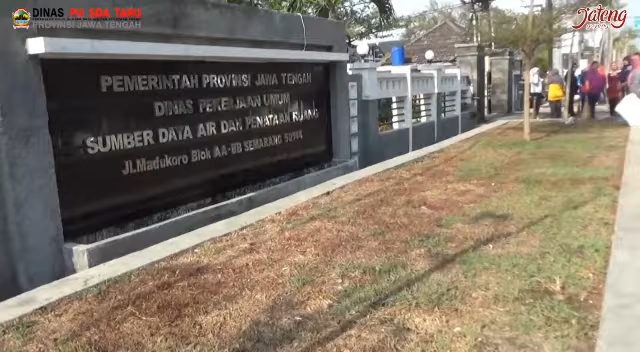 DINAS PU SDA TARU
PROVINSI JAWA TENGAH
Jateng
PEMERINTAH PROVINSI JAWA TENGAH
DINAS PEKERJAAN UMUM
SUMBER DAYA AIR DAN PENATAAN RUANG
Jl.Madukoro Blok AA-BB SEMARANG 50144